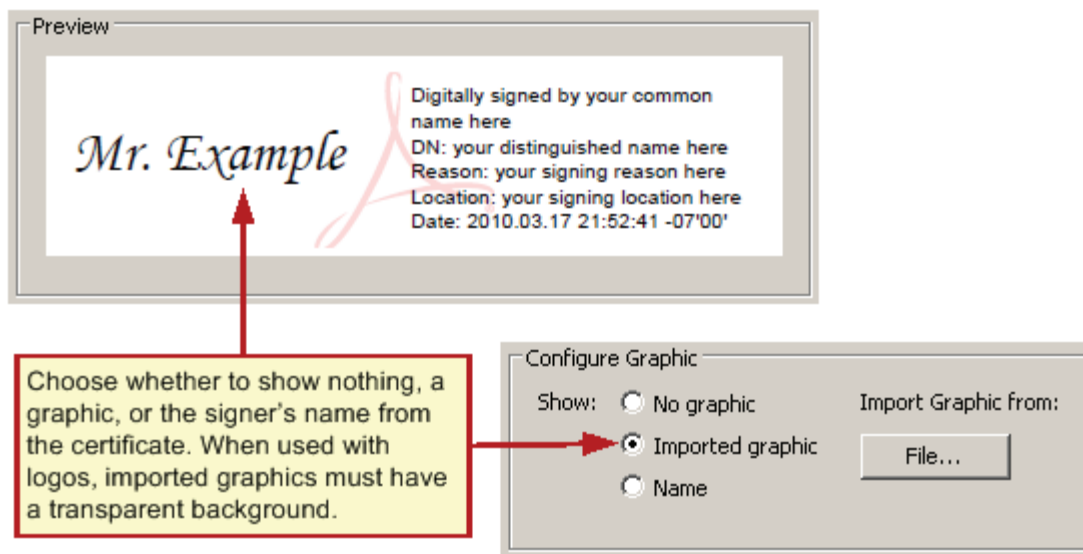 Preview
Mr. Example
Digitally signed by your common
name here
DN: your distinguished name here
Reason: your signing reason here
Location: your signing location here
Date: 2010.03.17 21:52:41 -07'00'
Choose whether to show nothing, a
graphic, or the signer's name from
the certificate. When used with
logos, imported graphics must have
a transparent background.
Configure Graphic
Show:
No graphic
Imported graphic
Name
Import Graphic from:
File...